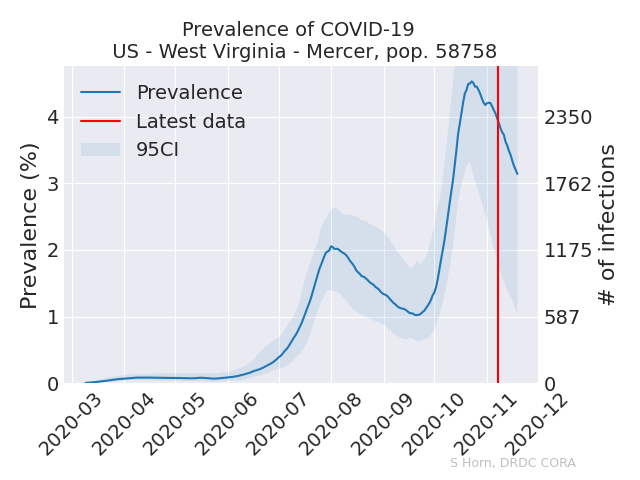 Prevalence of COVID-19
US - West Virginia - Mercer, pop. 58758
Prevalence
Latest data
95CI
Prevalence (%)
4
3
2
1
0
2350
1762
1175
587
0
# of infections
2020-03
2020-04
2020-05
2020-06
2020-07
2020-08
2020-09
2020-10
2020-11
2020-12
S Horn, DRDC CORA